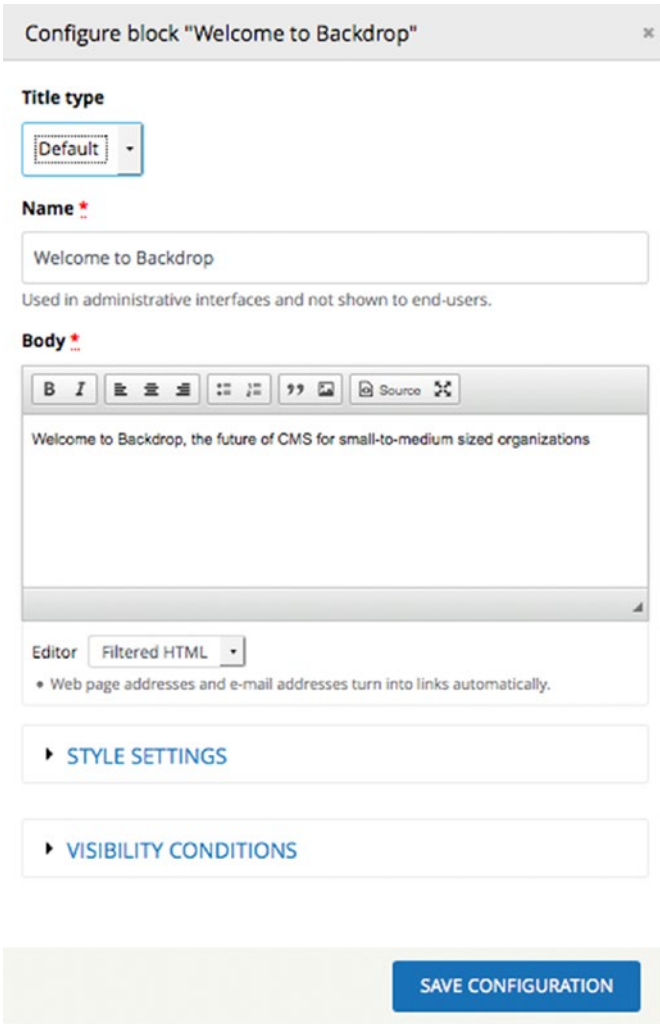 Configure block "Welcome to Backdrop"
Title type
Default
Name *
Welcome to Backdrop
Used in administrative interfaces and not shown to end-users.
Body *
B I Source
Welcome to Backdrop, the future of CMS for small-to-medium sized organizations
Editor Filtered HTML
• Web page addresses and e-mail addresses turn into links automatically.
STYLE SETTINGS
VISIBILITY CONDITIONS
SAVE CONFIGURATION